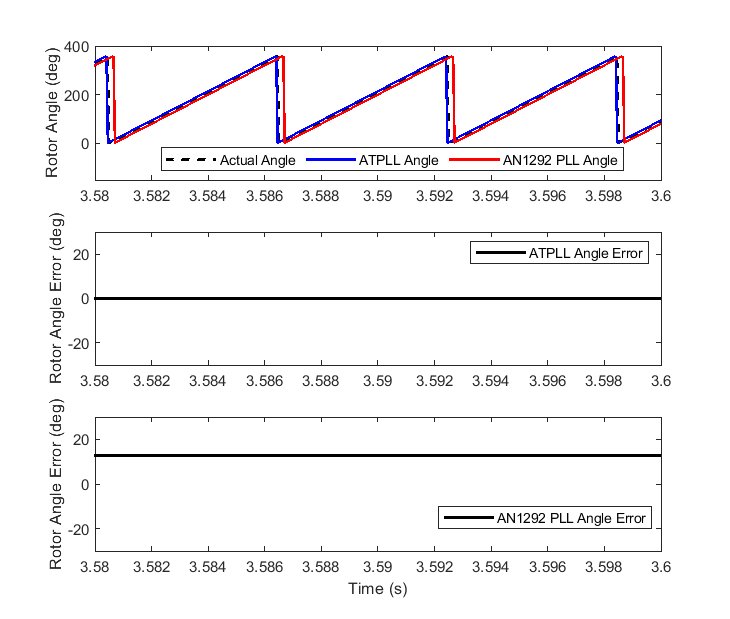 Rotor Angle (deg)
400
200
0
Actual Angle ATPLL Angle AN1292 PLL Angle
3.58 3.582 3.584 3.586 3.588 3.59 3.592 3.594 3.596 3.598 3.6
Rotor Angle Error (deg)
20
0
-20
ATPLL Angle Error
3.58 3.582 3.584 3.586 3.588 3.59 3.592 3.594 3.596 3.598 3.6
Rotor Angle Error (deg)
20
0
-20
AN1292 PLL Angle Error
3.58 3.582 3.584 3.586 3.588 3.59 3.592 3.594 3.596 3.598 3.6
Time (s)